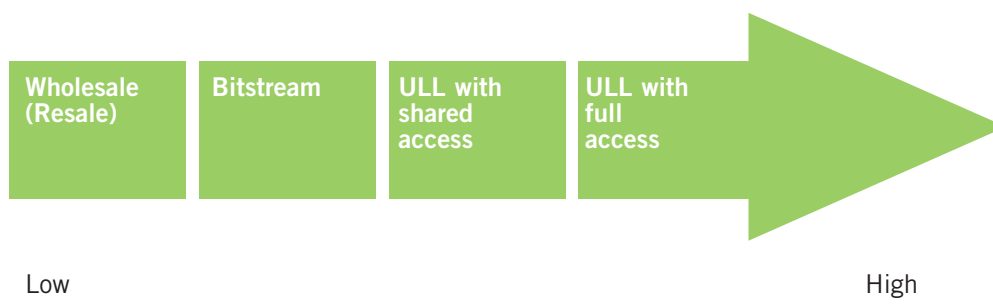 Wholesale
(Resale)
Bitstream
ULL with
shared
access
ULL with
full
access
Low
High